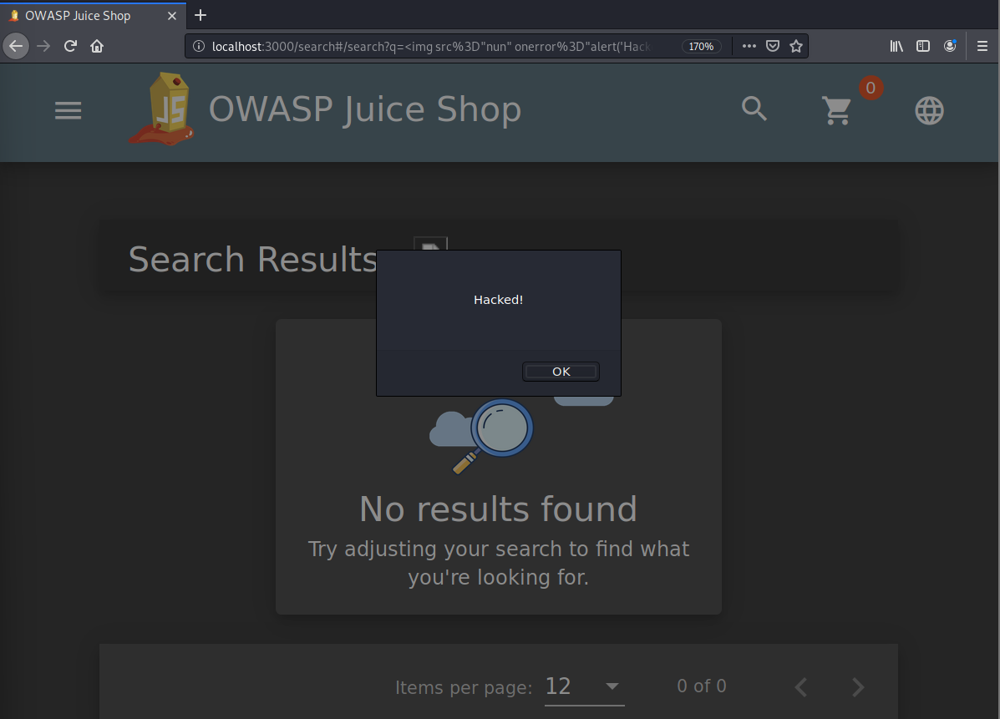 OWASP Juice Shop
localhost:3000/search#/search?q=<img src%3D"nun" onerror%3D"alert('Hack
170%
JS
OWASP Juice Shop
0
Search Results
Hacked!
OK
No results found
Try adjusting your search to find what
you're looking for.
Items per page: 12 0 of 0